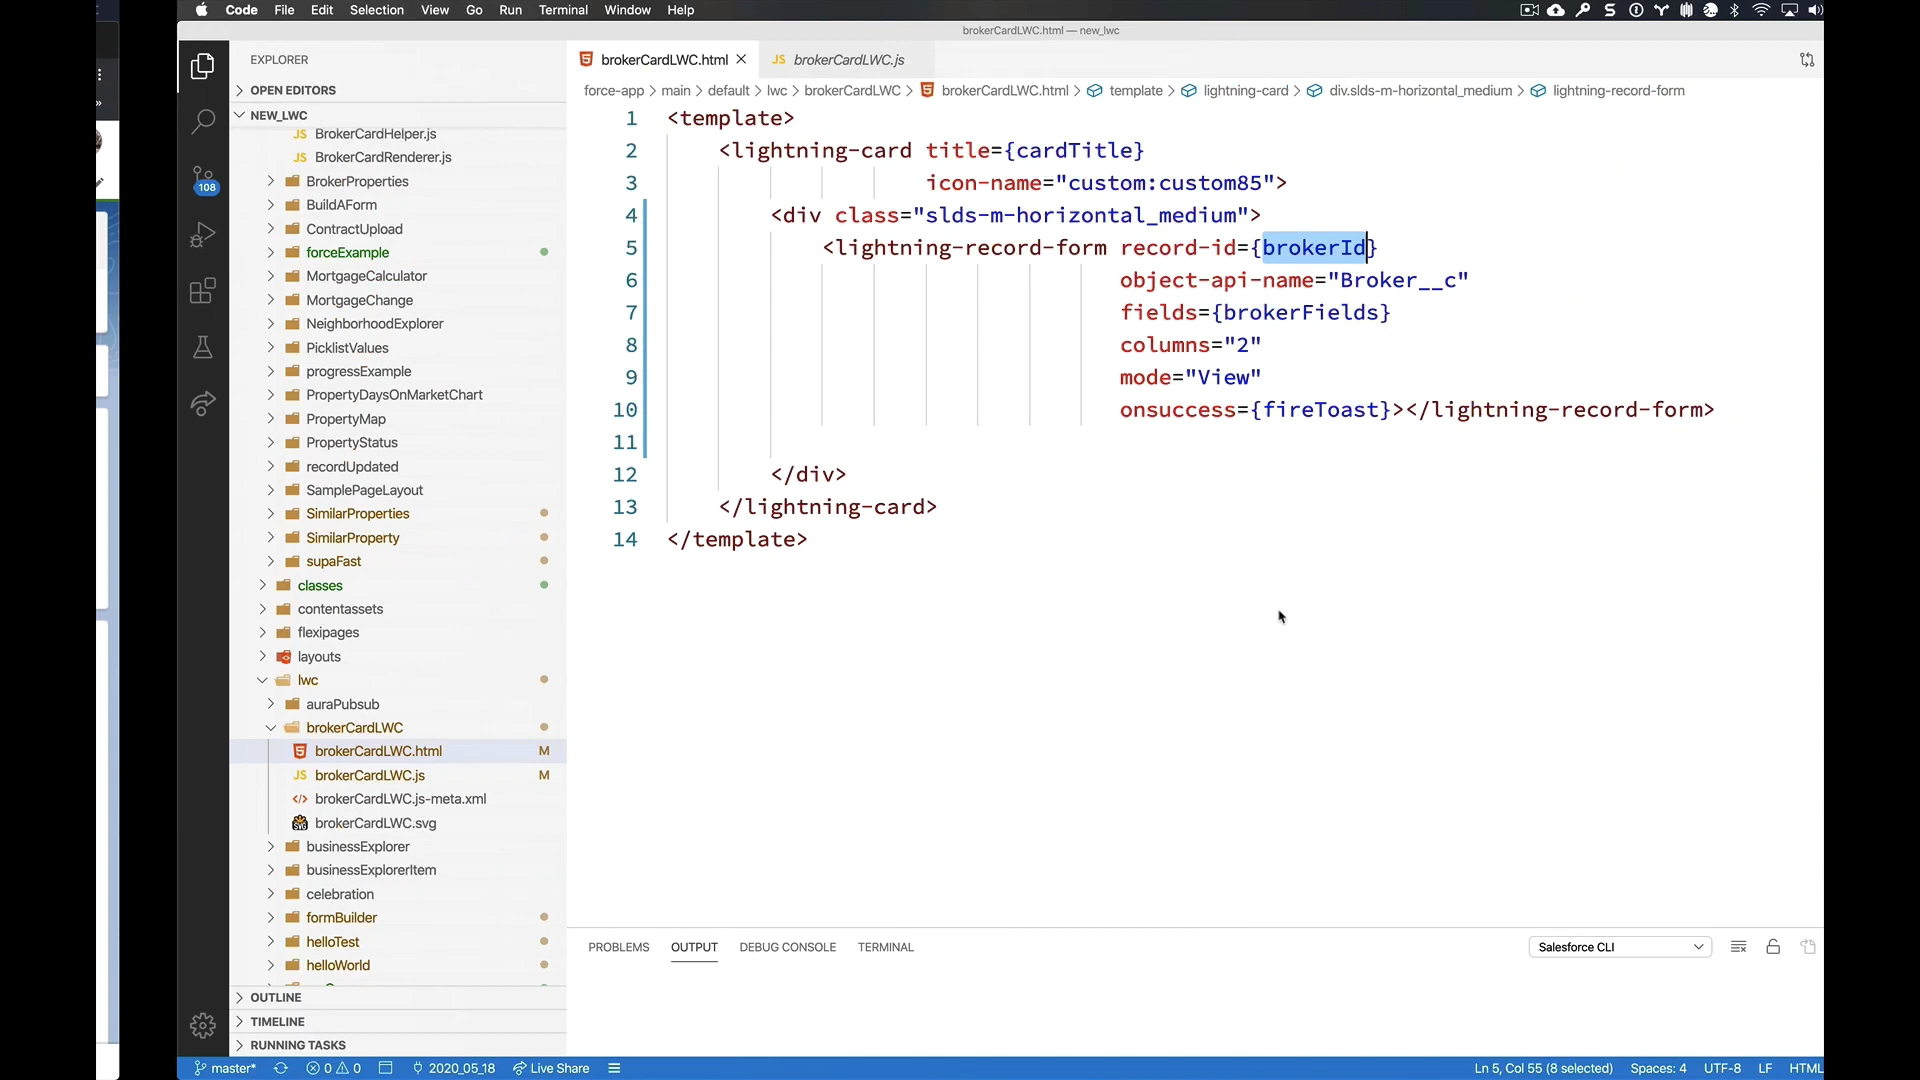 Code File Edit Selection View Go Run Terminal Window Help
brokerCardLWC.html — new_lwc
EXPLORER
brokerCardLWC.html
JS brokerCardLWC.js
OPEN EDITORS
force-app > main > default > lwc > brokerCardLWC > brokerCardLWC.html > template > lightning-card > div.slds-m-horizontal_medium > lightning-record-form
NEW_LWC
JS BrokerCardHelper.js
JS BrokerCardRenderer.js
BrokerProperties
BuildAForm
ContractUpload
forceExample
MortgageCalculator
MortgageChange
NeighborhoodExplorer
PicklistValues
progressExample
PropertyDaysOnMarketChart
PropertyMap
PropertyStatus
recordUpdated
SamplePageLayout
SimilarProperties
SimilarProperty
supaFast
classes
contentassets
flexipages
layouts
lwc
auraPubsub
brokerCardLWC
brokerCardLWC.html M
JS brokerCardLWC.js M
brokerCardLWC.js-meta.xml
brokerCardLWC.svg
businessExplorer
businessExplorerItem
celebration
formBuilder
helloTest
helloWorld
OUTLINE
TIMELINE
RUNNING TASKS
108
1 <template>
2 <lightning-card title={cardTitle}
3 icon-name="custom:custom85">
4 <div class="slds-m-horizontal_medium">
5 <lightning-record-form record-id={brokerId}
6 object-api-name="Broker__c"
7 fields={brokerFields}
8 columns="2"
9 mode="View"
10 onsuccess={fireToast}></lightning-record-form>
11
12 </div>
13 </lightning-card>
14 </template>
PROBLEMS OUTPUT DEBUG CONSOLE TERMINAL
Salesforce CLI
master* 0 0 2020_05_18 Live Share
Ln 5, Col 55 (8 selected) Spaces: 4 UTF-8 LF HTML